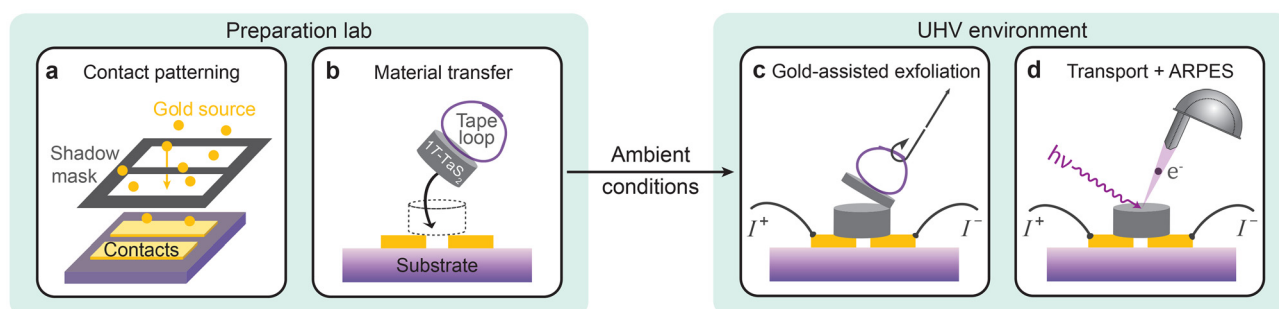 Preparation lab
a Contact patterning
Gold source
Shadow
mask
Contacts
b Material transfer
Tape
loop
1T-TaS₂
Substrate
Ambient
conditions
UHV environment
c Gold-assisted exfoliation
I⁺
I⁻
d Transport + ARPES
hν
e⁻
I⁺
I⁻